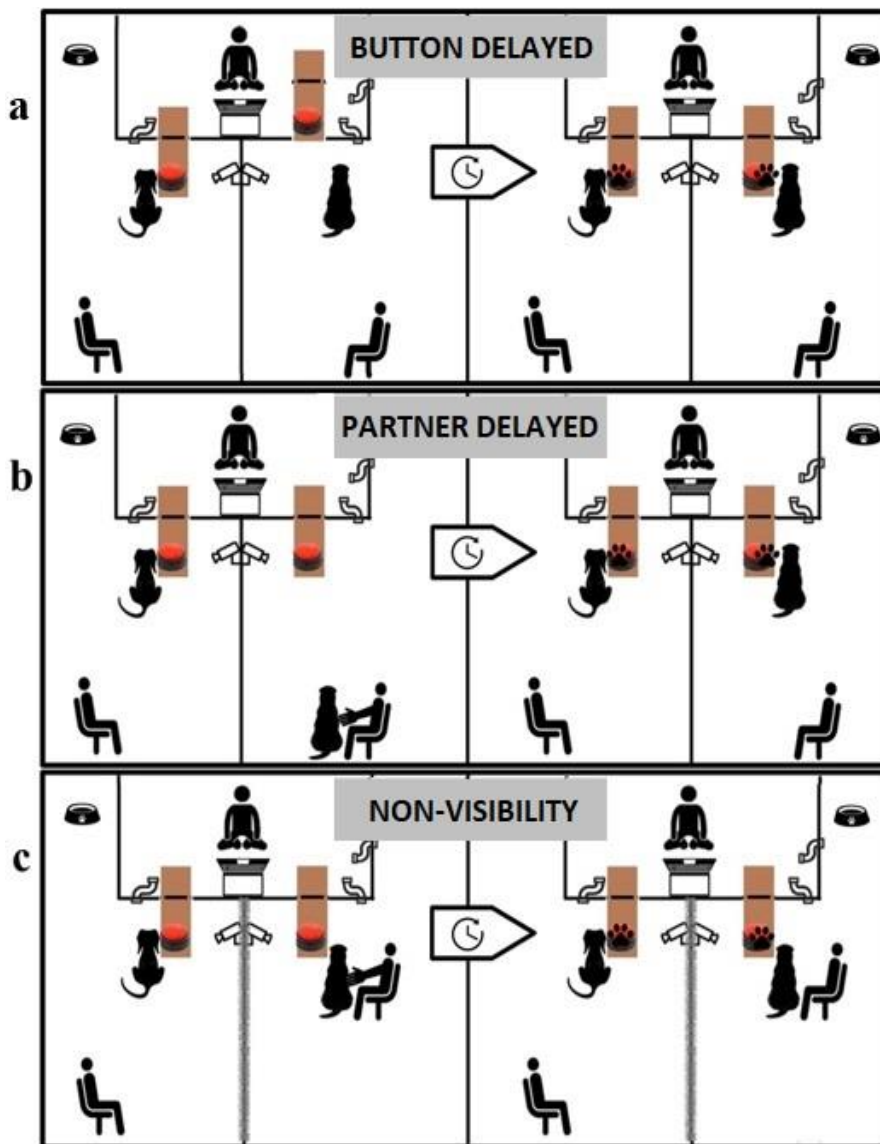 a
BUTTON DELAYED
b
PARTNER DELAYED
c
NON-VISIBILITY